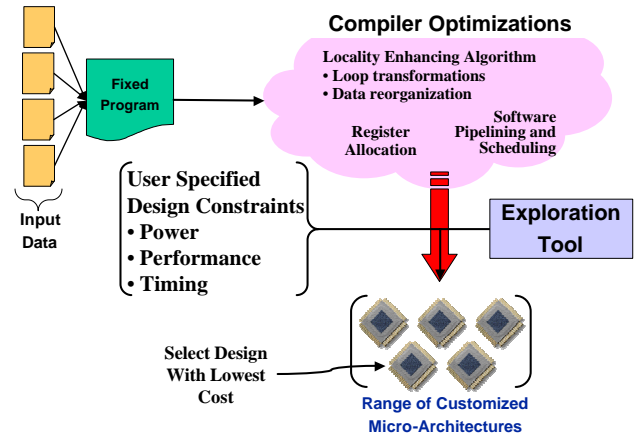 Compiler Optimizations
Locality Enhancing Algorithm
• Loop transformations
• Data reorganization
Software
Pipelining and
Scheduling
Register
Allocation
Fixed
Program
Input
Data
User Specified
Design Constraints
• Power
• Performance
• Timing
Exploration
Tool
Select Design
With Lowest
Cost
Range of Customized
Micro-Architectures